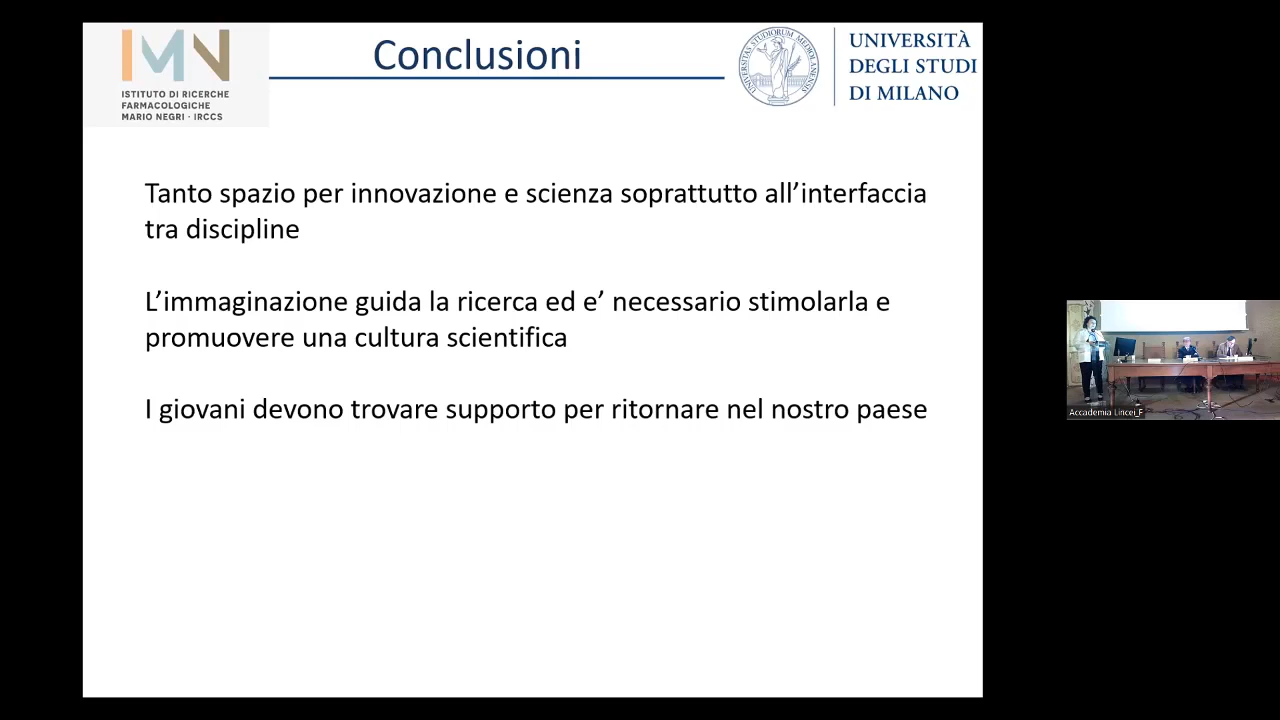 IMN
ISTITUTO DI RICERCHE
FARMACOLOGICHE
MARIO NEGRI · IRCCS
Conclusioni
UNIVERSITÀ
DEGLI STUDI
DI MILANO
Tanto spazio per innovazione e scienza soprattutto all’interfaccia
tra discipline
L’immaginazione guida la ricerca ed e’ necessario stimolarla e
promuovere una cultura scientifica
I giovani devono trovare supporto per ritornare nel nostro paese
Accademia Lincei_F